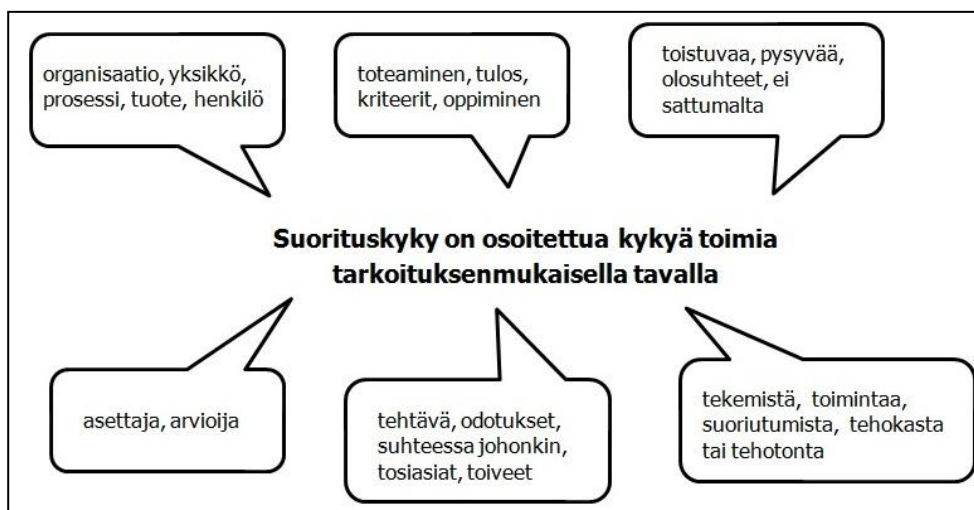 organisaatio, yksikkö,
prosessi, tuote, henkilö
toteaminen, tulos,
kriteerit, oppiminen
toistuvaa, pysyvää,
olosuhteet, ei
sattumalta
Suorituskyky on osoitettua kykyä toimia
tarkoituksenmukaisella tavalla
asettaja, arvioija
tehtävä, odotukset,
suhteessa johonkin,
tosiasiat, toiveet
tekemistä, toimintaa,
suoriutumista, tehokasta
tai tehotonta